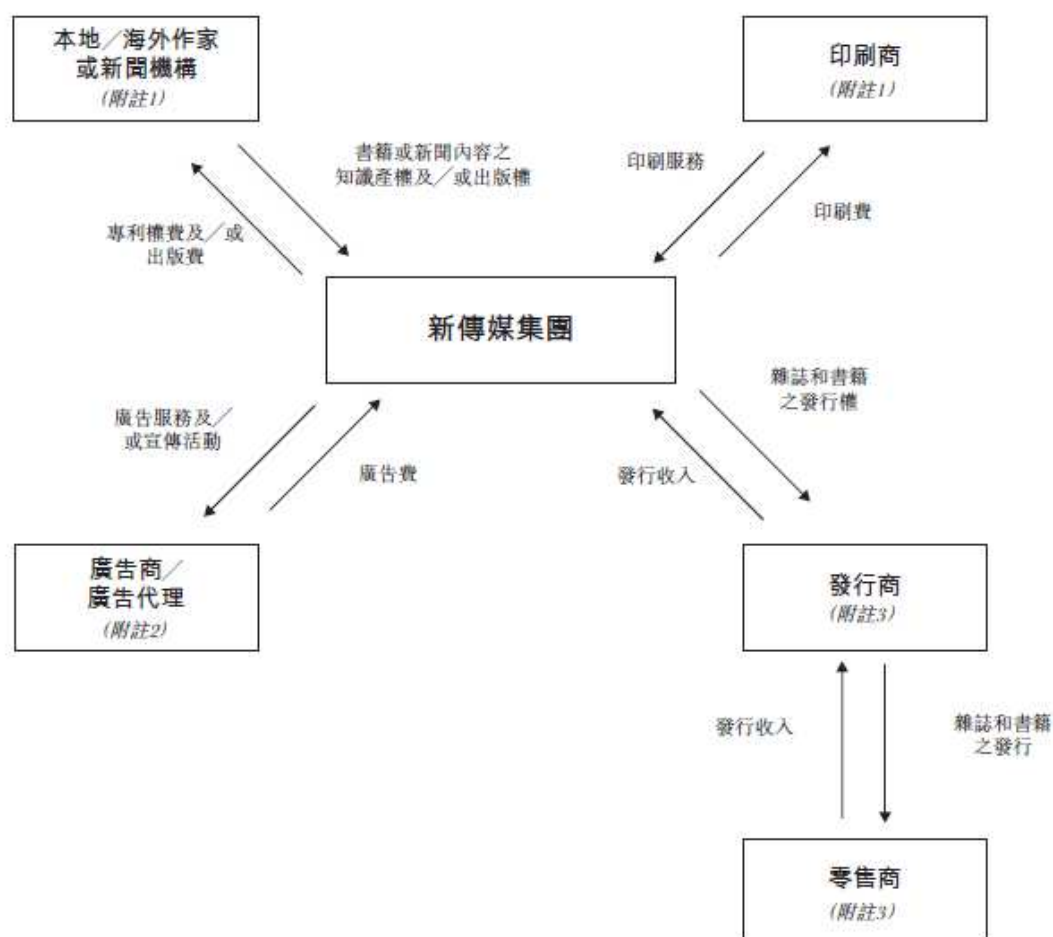 本地／海外作家
或新聞機構
(附註1)
印刷商
(附註1)
書籍或新聞內容之
知識產權及／或出版權
印刷服務
專利權費及／或
出版費
印刷費
新傳媒集團
廣告服務及／
或宣傳活動
廣告費
發行收入
雜誌和書籍
之發行權
廣告商／
廣告代理
(附註2)
發行商
(附註3)
發行收入
雜誌和書籍
之發行
零售商
(附註3)